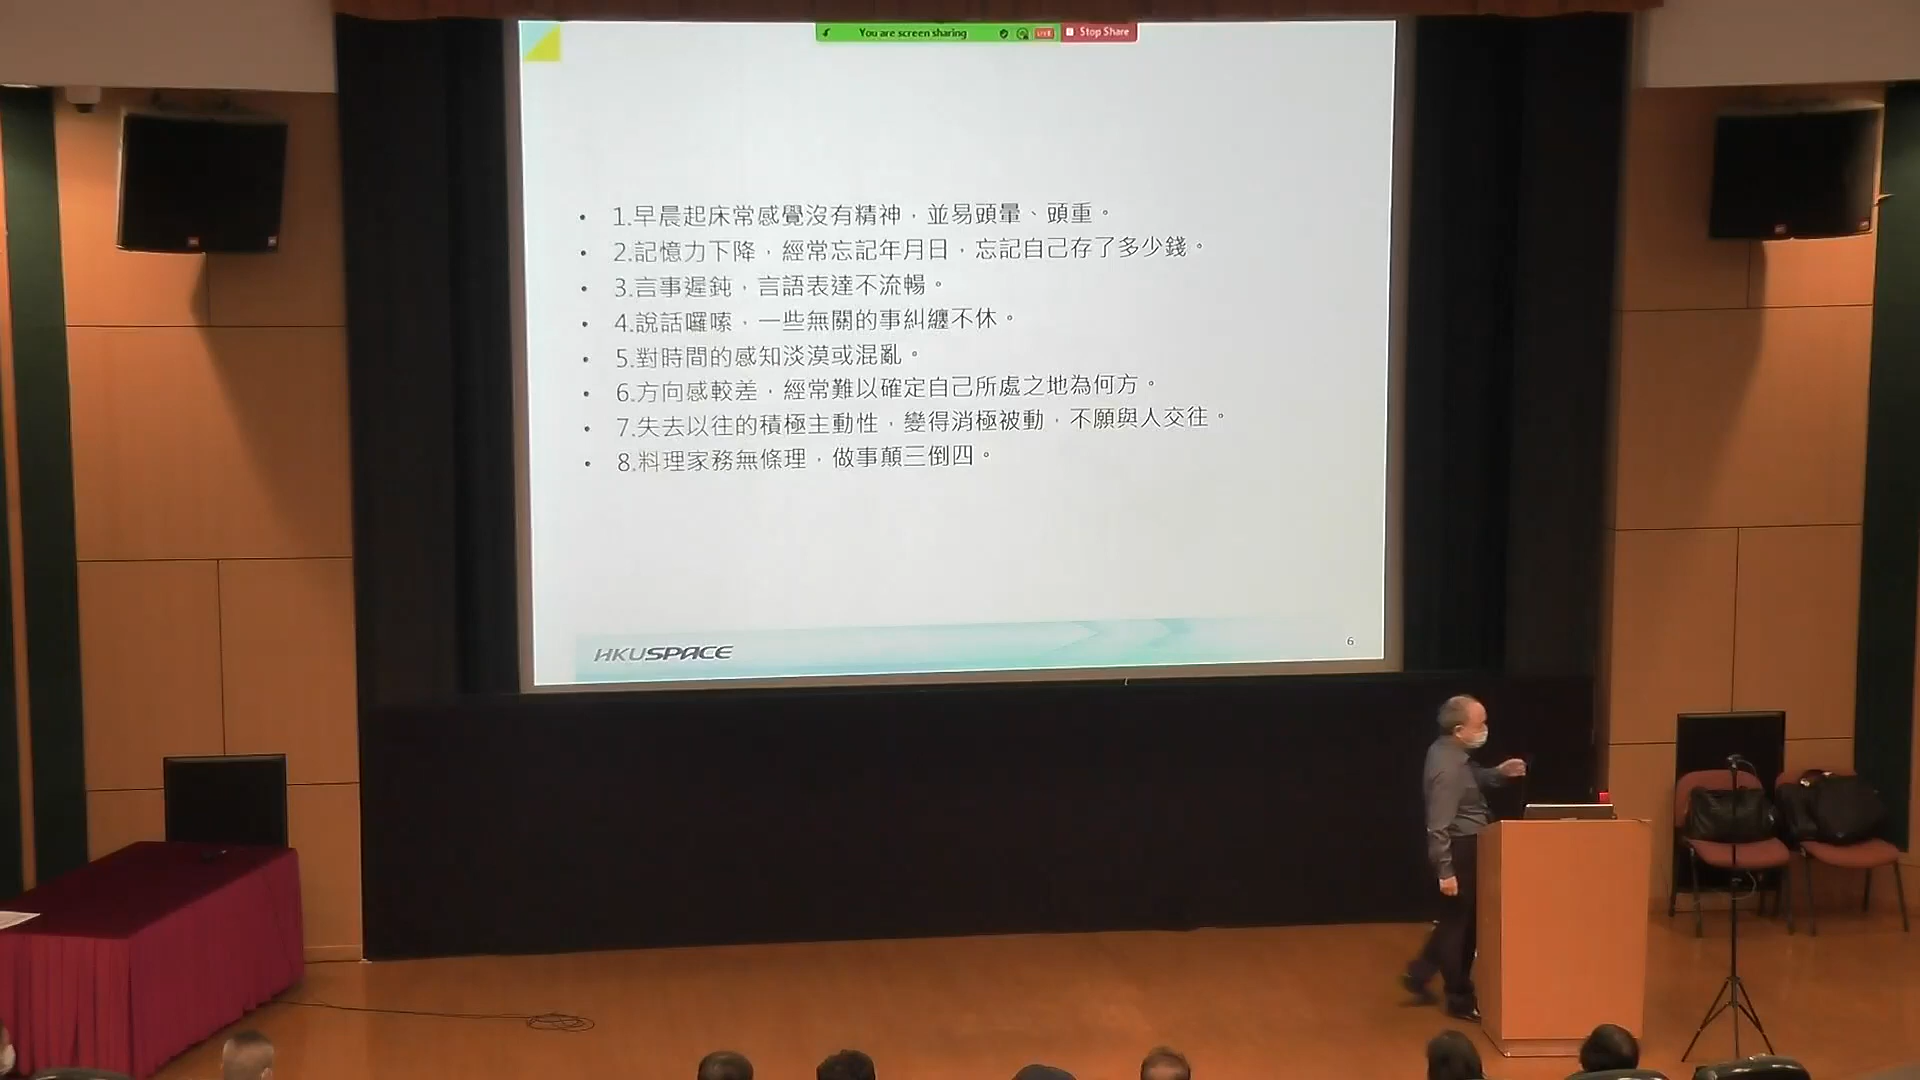 You are screen sharing LIVE Stop Share
• 1.早晨起床常感覺沒有精神，並易頭暈、頭重。
• 2.記憶力下降，經常忘記年月日，忘記自己存了多少錢。
• 3.言事遲鈍，言語表達不流暢。
• 4.說話囉嗦，一些無關的事糾纏不休。
• 5.對時間的感知淡漠或混亂。
• 6.方向感較差，經常難以確定自己所處之地為何方。
• 7.失去以往的積極主動性，變得消極被動，不願與人交往。
• 8.料理家務無條理，做事顛三倒四。
HKUSPACE
6